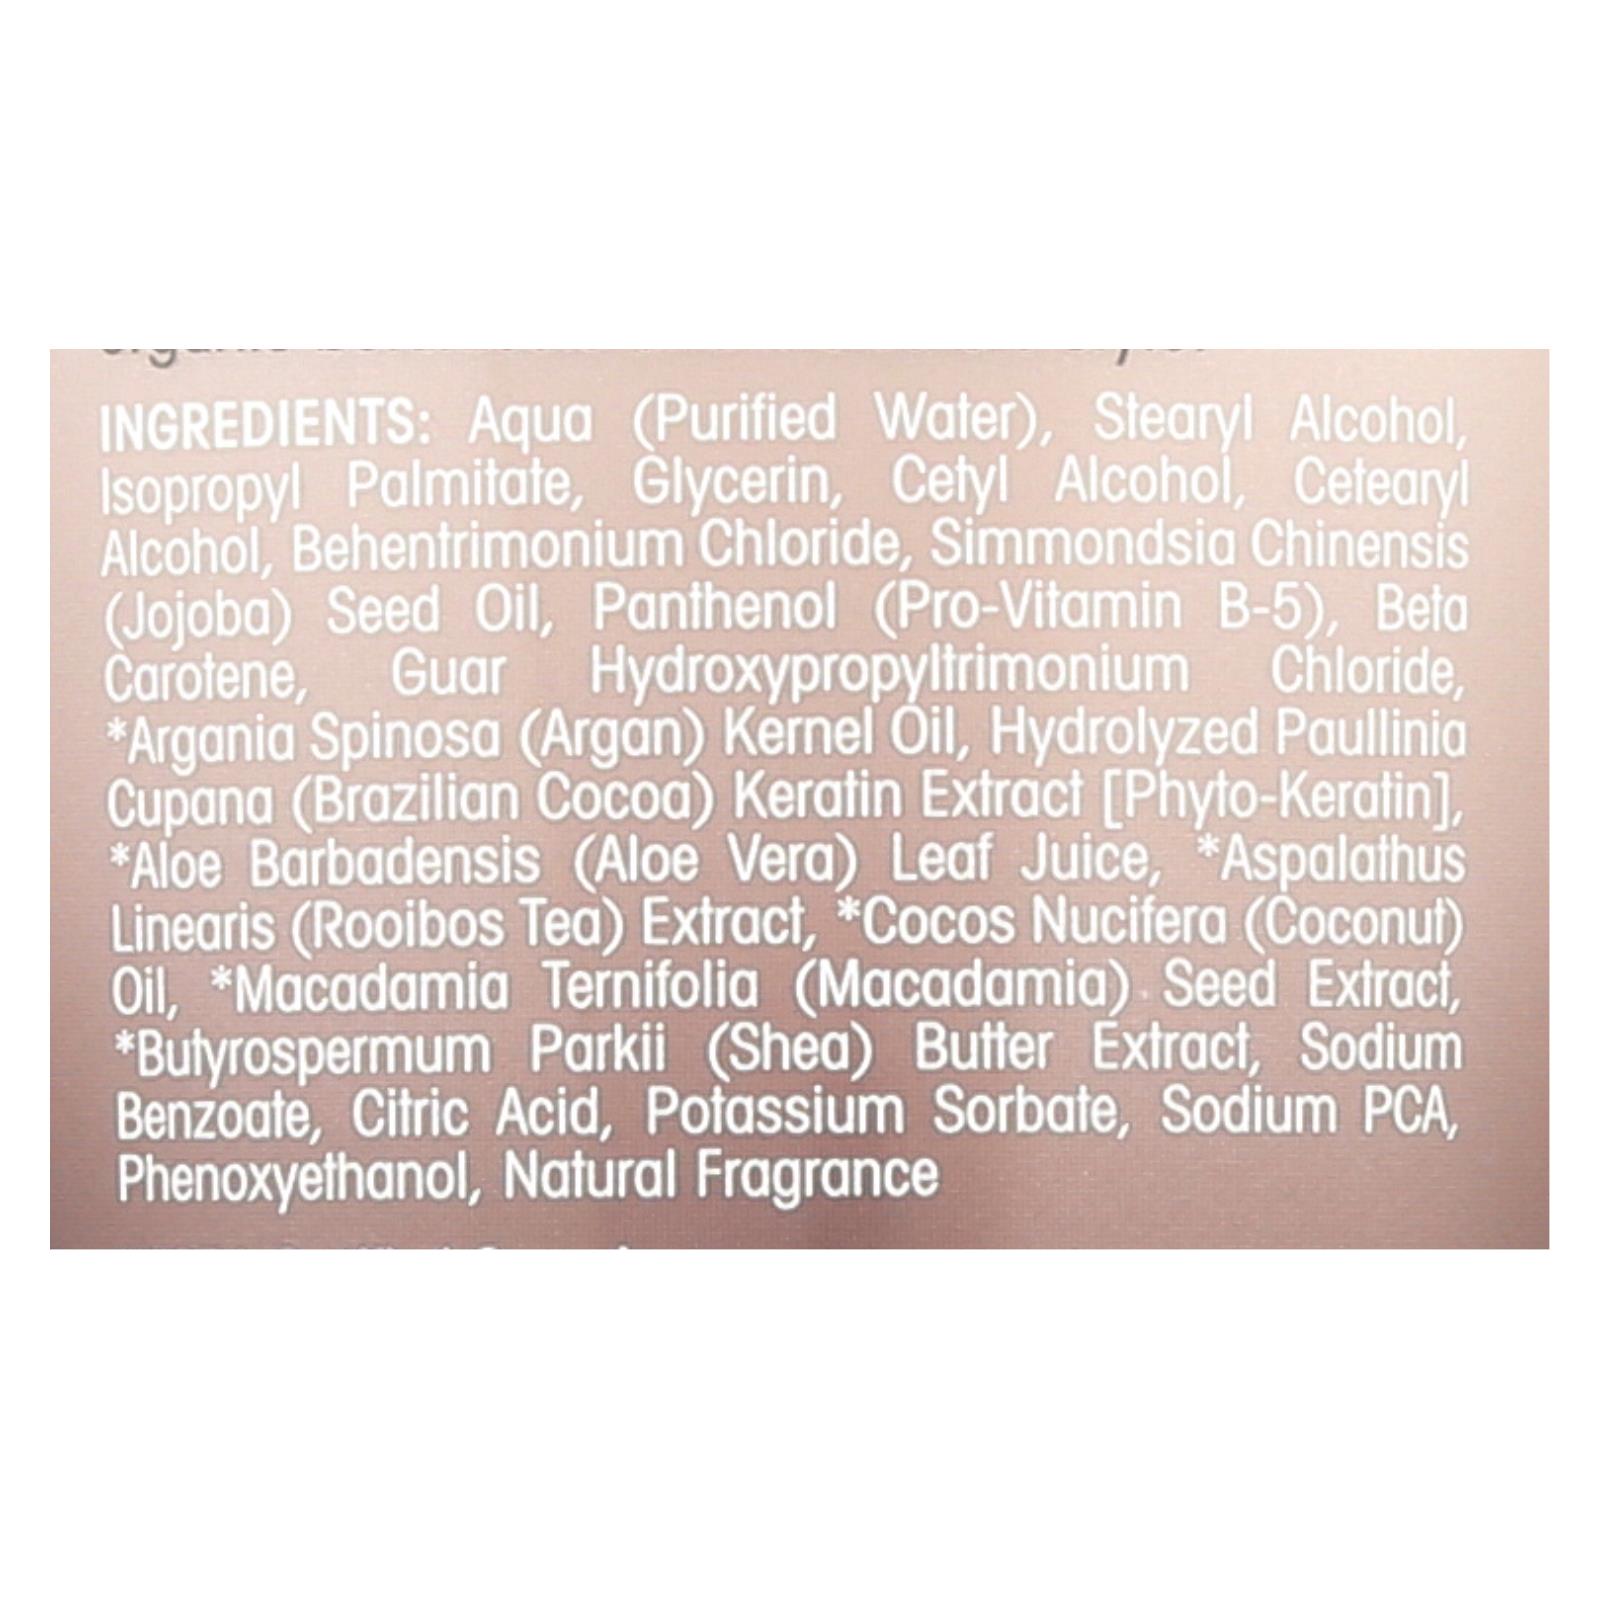 INGREDIENTS: Aqua (Purified Water), Stearyl Alcohol,
Isopropyl Palmitate, Glycerin, Cetyl Alcohol, Cetearyl
Alcohol, Behentrimonium Chloride, Simmondsia Chinensis
(Jojoba) Seed Oil, Panthenol (Pro-Vitamin B-5), Beta
Carotene, Guar Hydroxypropyltrimonium Chloride,
*Argania Spinosa (Argan) Kernel Oil, Hydrolyzed Paullinia
Cupana (Brazilian Cocoa) Keratin Extract [Phyto-Keratin],
*Aloe Barbadensis (Aloe Vera) Leaf Juice, *Aspalathus
Linearis (Rooibos Tea) Extract, *Cocos Nucifera (Coconut)
Oil, *Macadamia Ternifolia (Macadamia) Seed Extract,
*Butyrospermum Parkii (Shea) Butter Extract, Sodium
Benzoate, Citric Acid, Potassium Sorbate, Sodium PCA,
Phenoxyethanol, Natural Fragrance